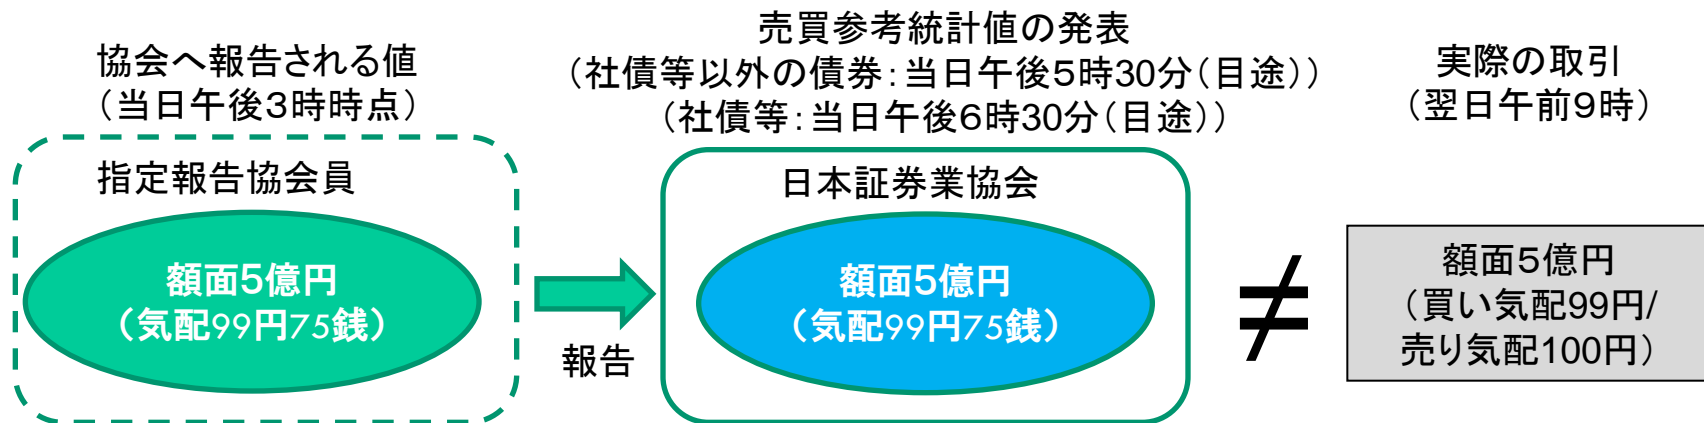 協会へ報告される値
（当日午後３時時点）
指定報告協会員
額面5億円
（気配99円75銭）
報告
売買参考統計値の発表
（社債等以外の債券：当日午後５時30分（目途））
（社債等：当日午後６時30分（目途））
日本証券業協会
額面5億円
（気配99円75銭）
≠
実際の取引
（翌日午前９時）
額面５億円
（買い気配99円/
売り気配100円）